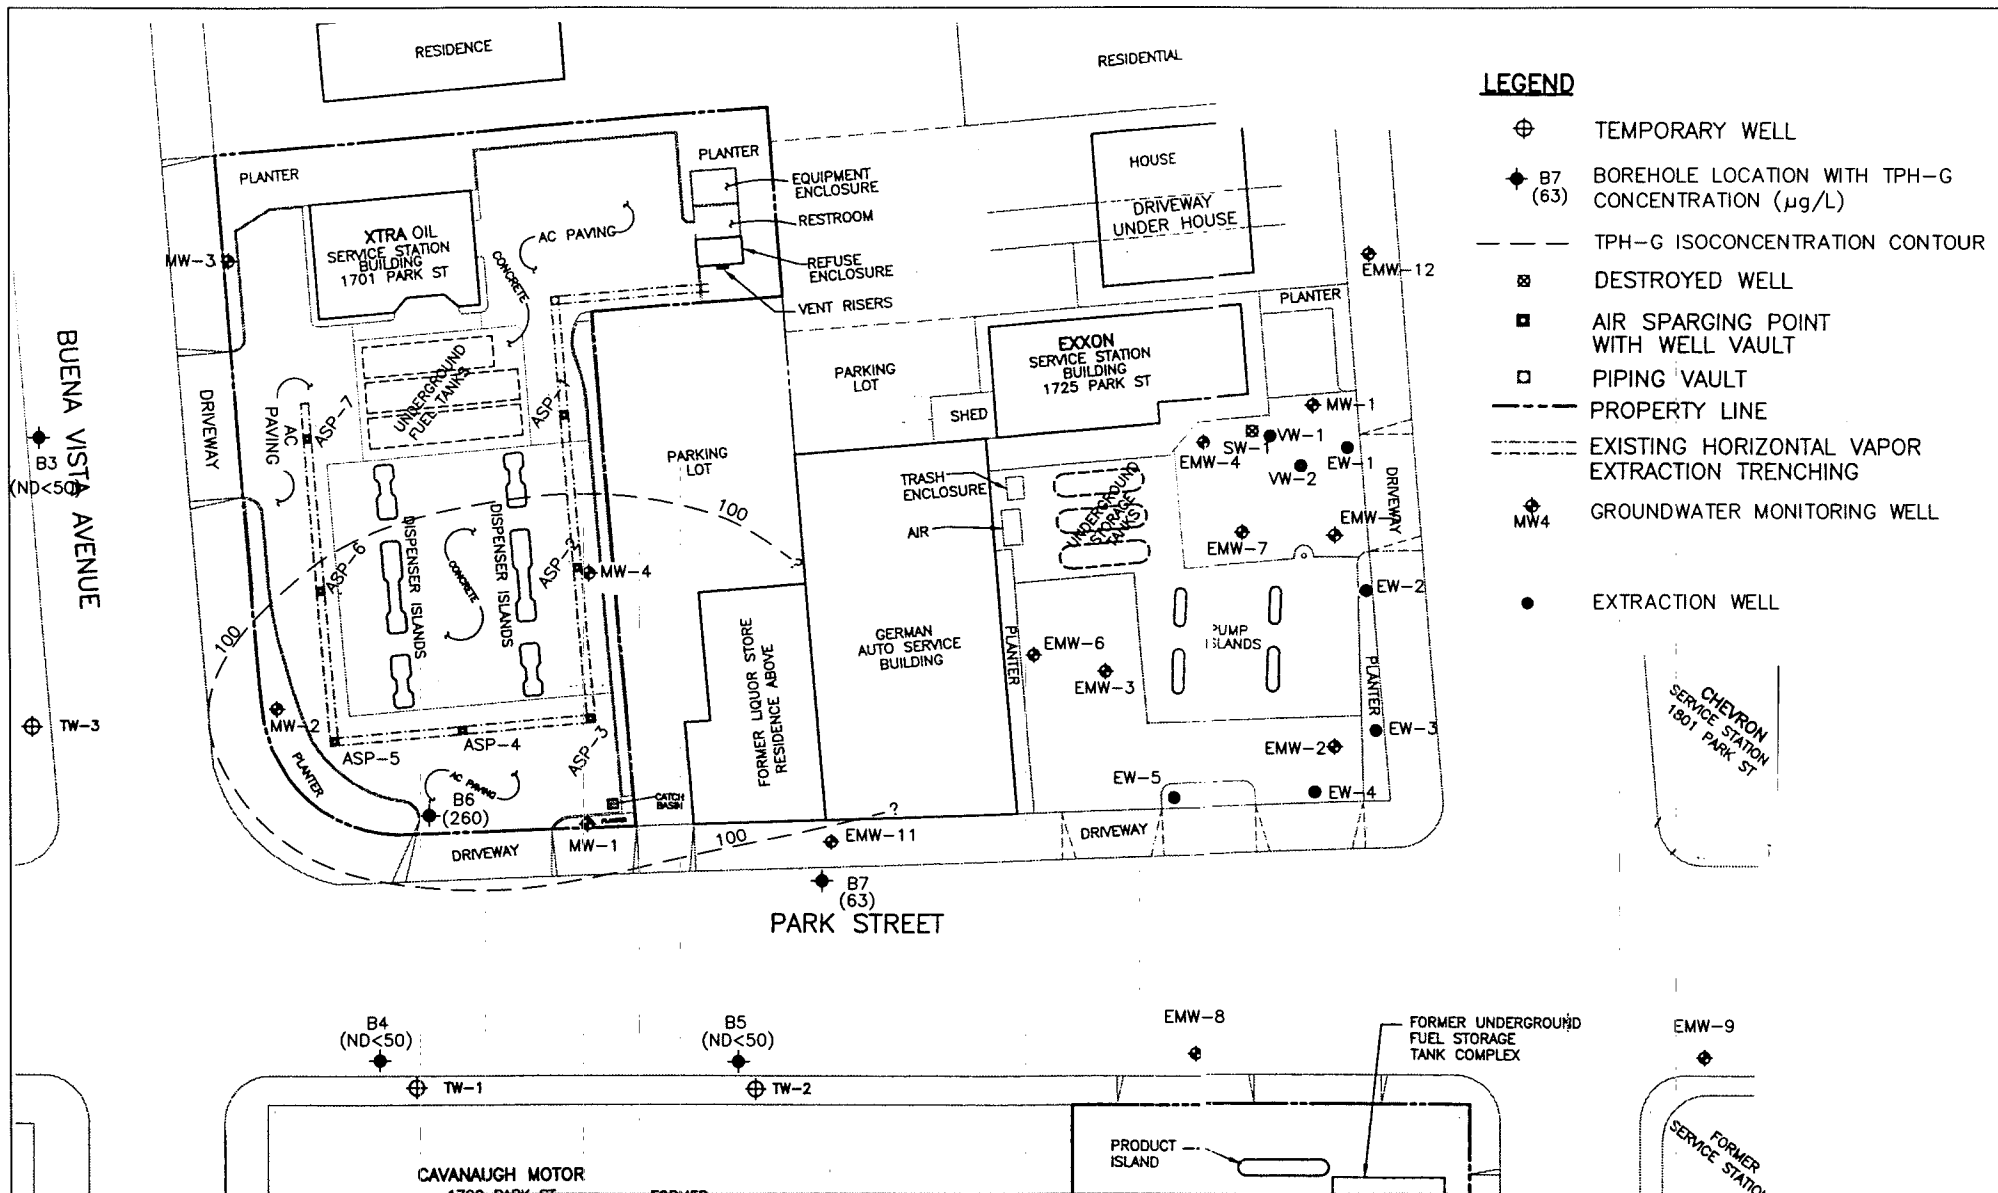 RESIDENCE
RESIDENTIAL
PLANTER
PLANTER
EQUIPMENT
ENCLOSURE
RESTROOM
REFUSE
ENCLOSURE
VENT RISERS
AC PAVING
CONCRETE
XTRA OIL
SERVICE STATION
BUILDING
1701 PARK ST
MW-3
HOUSE
DRIVEWAY
UNDER HOUSE
EMW-12
PLANTER
EXXON
SERVICE STATION
BUILDING
1725 PARK ST
PARKING
LOT
SHED
BUENA VISTA AVENUE
DRIVEWAY
AC
PAVING
ASP-7
UNDERGROUND
FUEL TANKS
ASP-1
PARKING
LOT
B3
(ND<50)
MW-1
VW-1
SW-1
EMW-4
VW-2
EW-1
TRASH
ENCLOSURE
AIR
UNDERGROUND
STORAGE
TANKS
DRIVEWAY
EMW-7
100
?
DISPENSER ISLANDS
DISPENSER ISLANDS
CONCRETE
ASP-6
ASP-2
MW-4
EW-2
100
FORMER LIQUOR STORE
RESIDENCE ABOVE
GERMAN
AUTO SERVICE
BUILDING
PLANTER
EMW-6
EMW-3
PUMP
ISLANDS
PLANTER
TW-3
MW-2
PLANTER
ASP-5
ASP-4
ASP-3
EMW-2
EW-3
EW-5
EW-4
AC PAVING
B6
(260)
CATCH
BASIN
PLANTER
DRIVEWAY
MW-1
100
?
EMW-11
DRIVEWAY
B7
(63)
PARK STREET
CHEVRON
SERVICE STATION
1801 PARK ST
B4
(ND<50)
B5
(ND<50)
TW-1
TW-2
EMW-8
FORMER UNDERGROUND
FUEL STORAGE
TANK COMPLEX
EMW-9
PRODUCT
ISLAND
CAVANAUGH MOTOR
PARK ST
FORMER
FORMER
SERVICE STATION
LEGEND
TEMPORARY WELL
B7
(63)
BOREHOLE LOCATION WITH TPH-G
CONCENTRATION (µg/L)
TPH-G ISOCONCENTRATION CONTOUR
DESTROYED WELL
AIR SPARGING POINT
WITH WELL VAULT
PIPING VAULT
PROPERTY LINE
EXISTING HORIZONTAL VAPOR
EXTRACTION TRENCHING
MW4
GROUNDWATER MONITORING WELL
EXTRACTION WELL